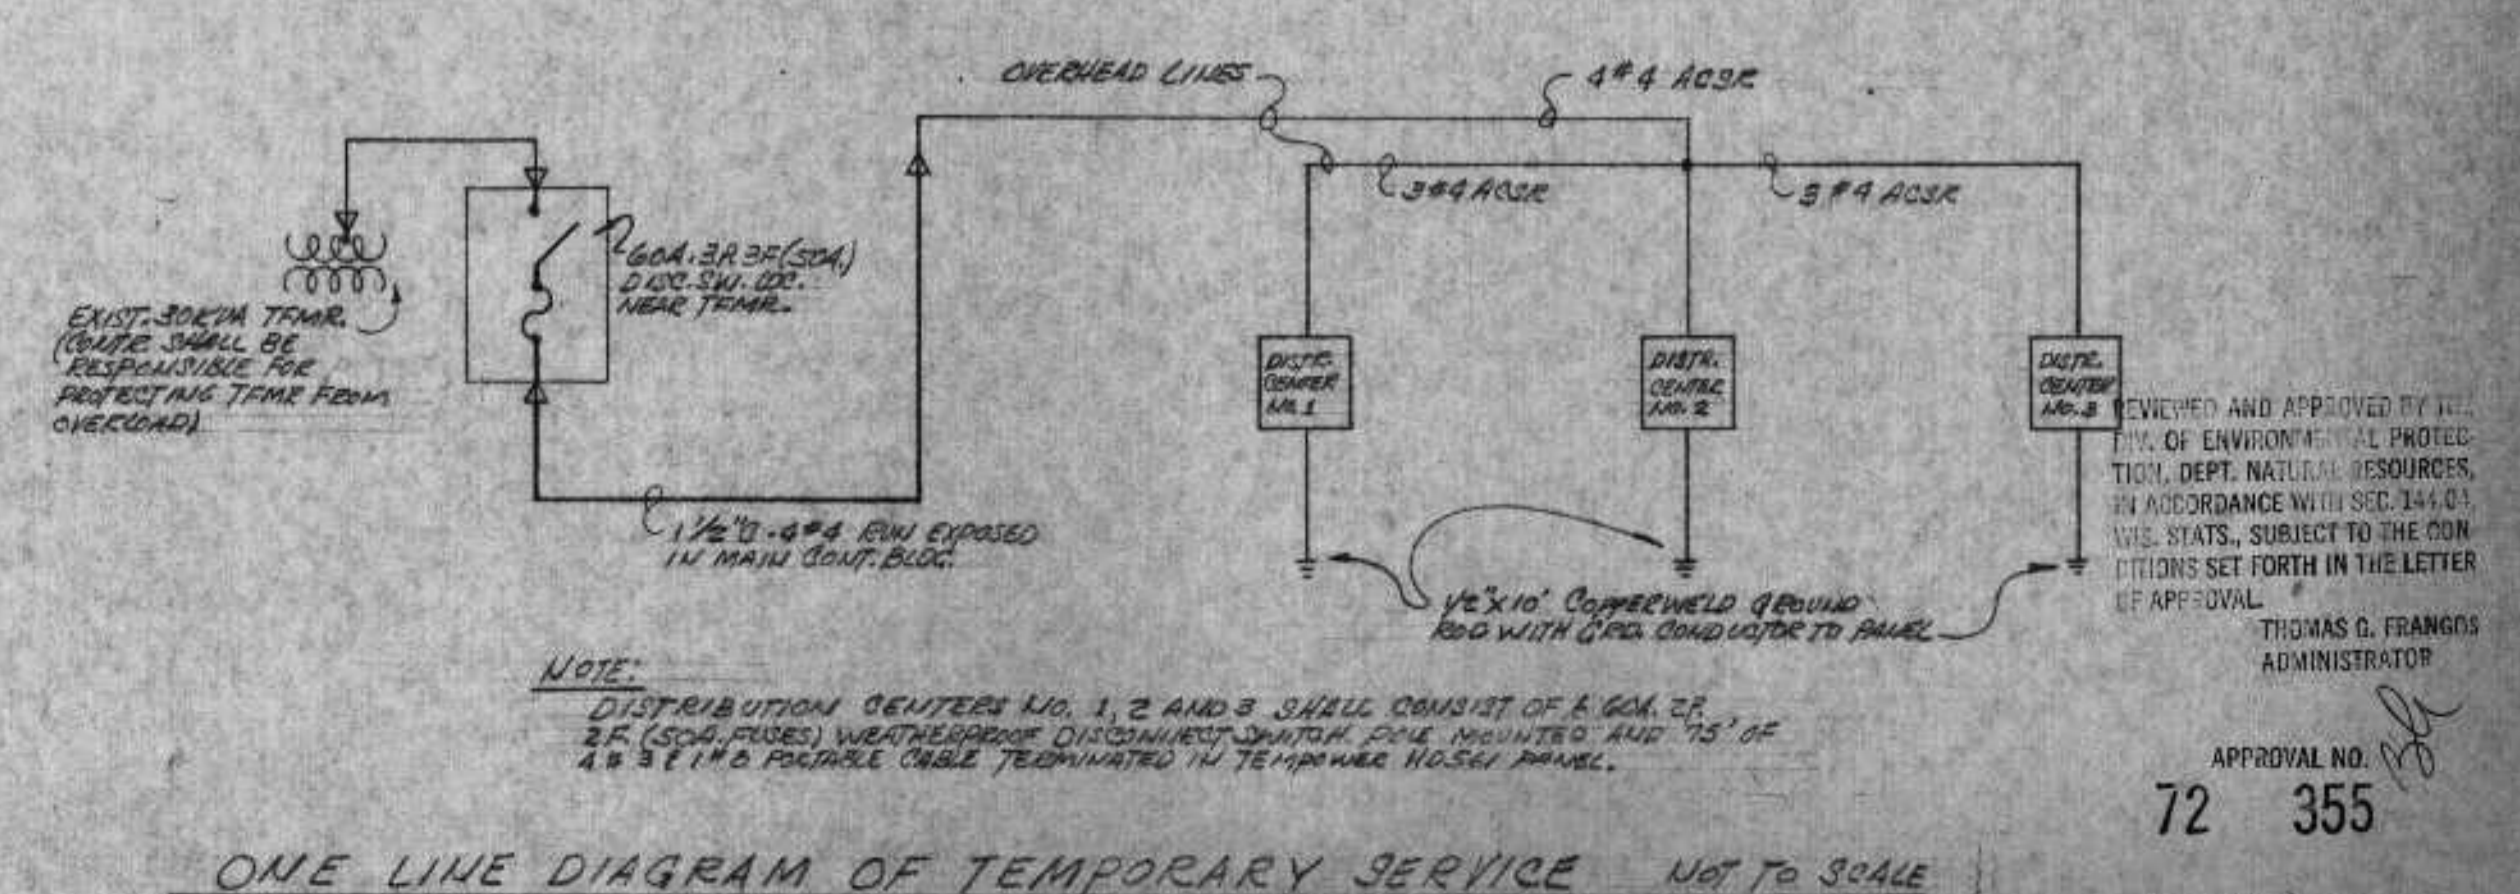 OVERHEAD LINES
4#4 ACSR
3#4 ACSR
3 #4 ACSR
60A. 3P. 3F. (50A.)
DISC. SW. LOC.
NEAR TFMR.
EXIST. 30KVA TFMR.
(CONTR SHALL BE
RESPONSIBLE FOR
PROTECTING TFMR FROM
OVERLOAD)
DISTR.
CENTER
NO. 1
DISTR.
CENTER
NO. 2
DISTR.
CENTER
NO. 3
1 1/2"C - 4#4 RUN EXPOSED
IN MAIN CONT. BLDG.
1/2"X10' COPPERWELD GROUND
ROD WITH GRD. CONDUCTOR TO PANEL
REVIEWED AND APPROVED BY THE
DIV. OF ENVIRONMENTAL PROTEC-
TION, DEPT. NATURAL RESOURCES,
IN ACCORDANCE WITH SEC. 144.04
WIS. STATS., SUBJECT TO THE CON
DITIONS SET FORTH IN THE LETTER
OF APPROVAL.
THOMAS G. FRANGOS
ADMINISTRATOR
APPROVAL NO.
72 355
NOTE:
DISTRIBUTION CENTERS NO. 1, 2 AND 3 SHALL CONSIST OF A 60A. 2P.
2F. (50A. FUSES) WEATHERPROOF DISCONNECT SWITCH POLE MOUNTED AND 75' OF
PORTABLE CABLE TERMINATED IN TEMPOWER PANEL.
ONE LINE DIAGRAM OF TEMPORARY SERVICE NOT TO SCALE